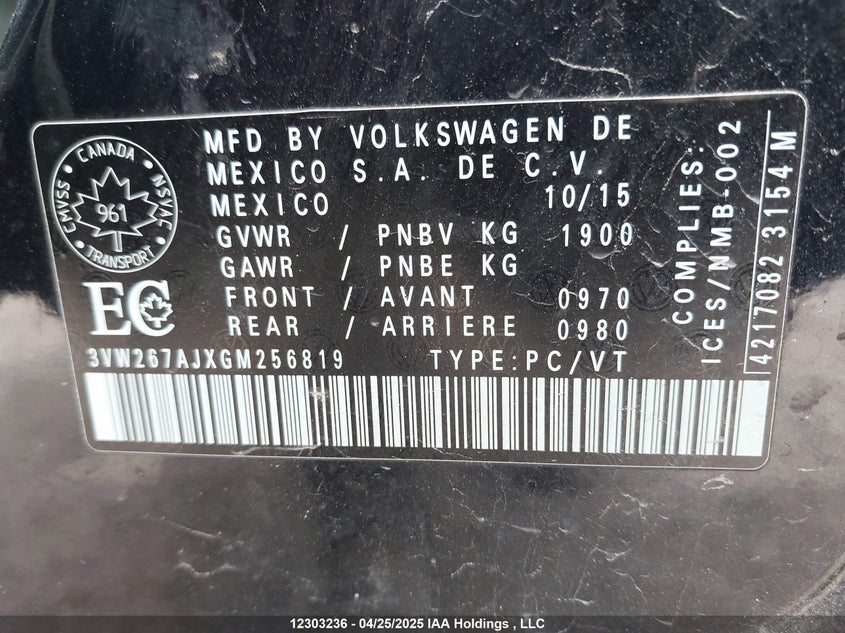 CANADA
CMVSS
NSVAC
961
TRANSPORT
MFD BY VOLKSWAGEN DE
MEXICO S.A. DE C.V.
MEXICO 10/15
GVWR / PNBV KG 1900
GAWR / PNBE KG
FRONT / AVANT 0970
REAR / ARRIERE 0980
EC
3VW267AJXGM256819 TYPE:PC/VT
COMPLIES:
ICES/NMB-002
4217082 3154 M
12303236 - 04/25/2025 IAA Holdings , LLC